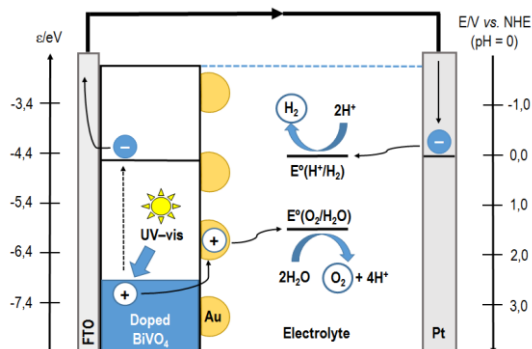 ε/eV
-3,4
-4,4
-5,4
-6,4
-7,4
FTO
−
UV–vis
+
Doped
BiVO₄
+
Au
H₂
2H⁺
E°(H⁺/H₂)
E°(O₂/H₂O)
2H₂O
O₂ + 4H⁺
Electrolyte
−
Pt
E/V vs. NHE
(pH = 0)
-1,0
0,0
1,0
2,0
3,0